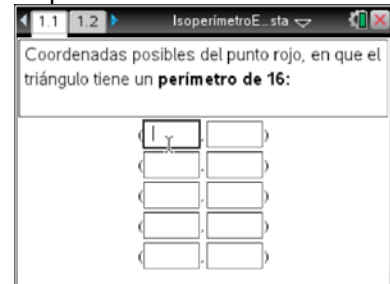 1.1 1.2 IsoperímetroE...sta
Coordenadas posibles del punto rojo, en que el
triángulo tiene un perímetro de 16:
( , )
( , )
( , )
( , )
( , )